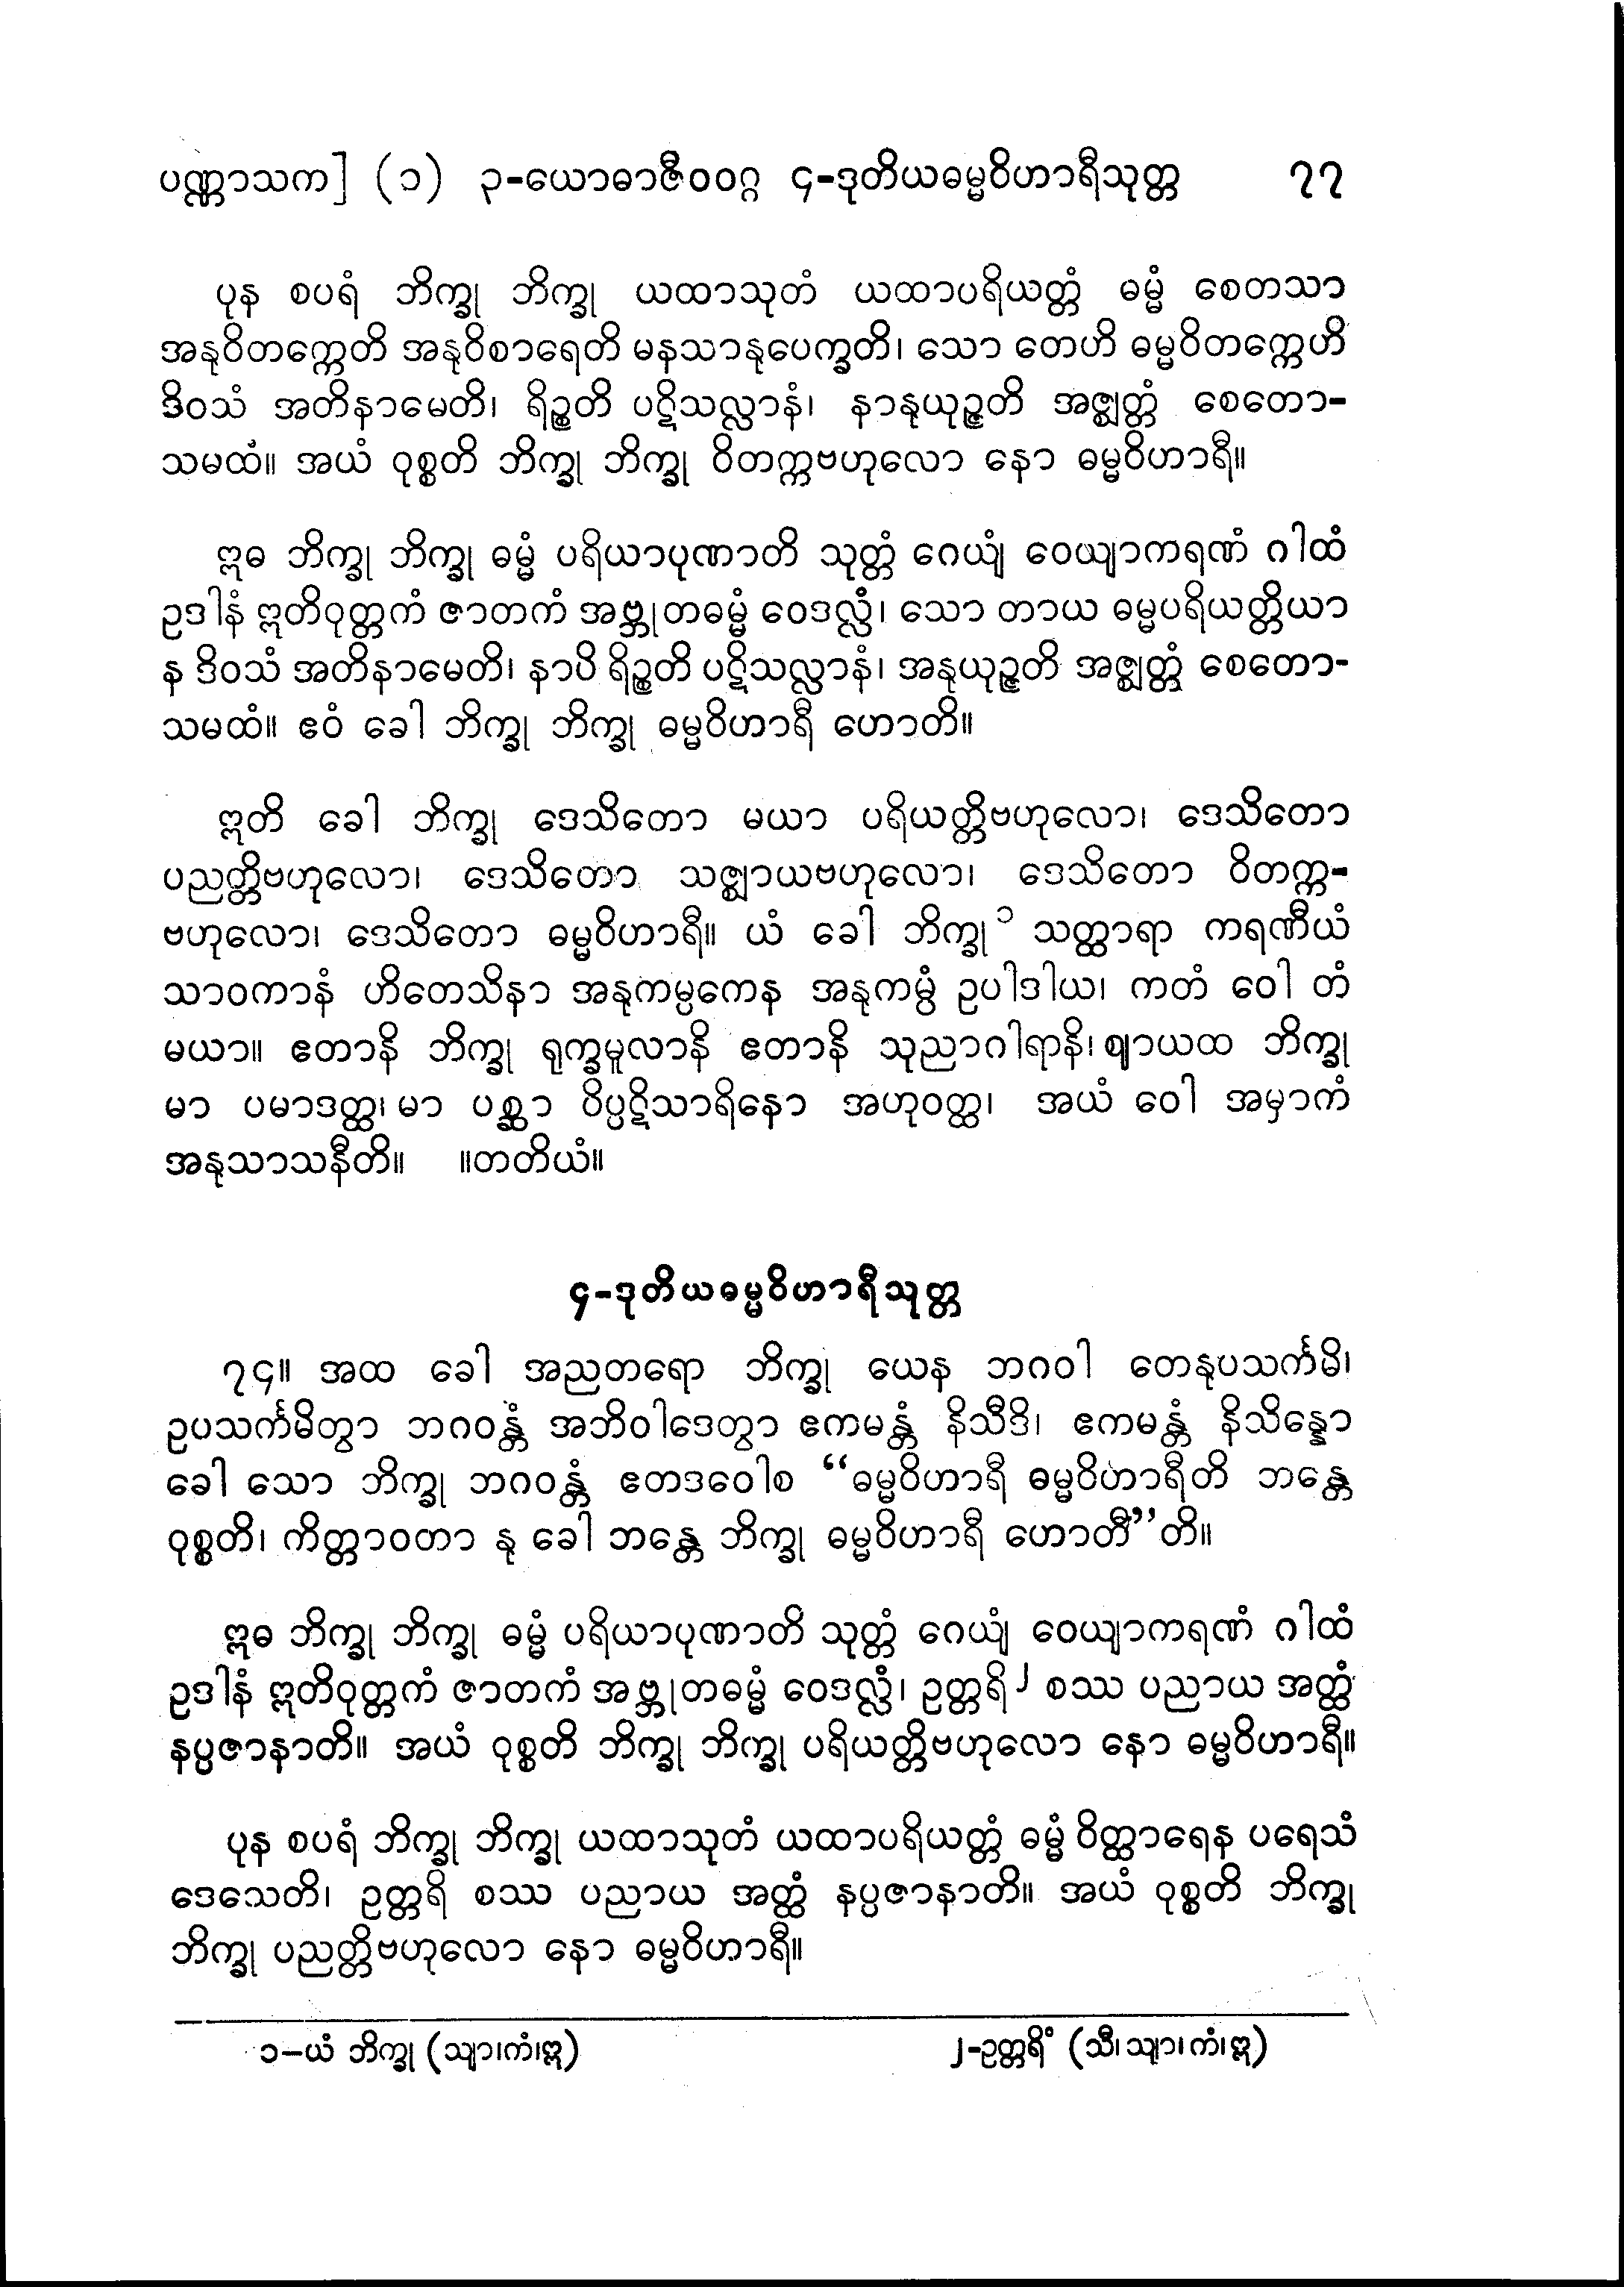 ပဏ္ဏာသက] (၁) ၃-ယောဓာဇီဝဝဂ္ဂ ၄-ဒုတိယဓမ္မဝိဟာရီသုတ္တ ၇၇
ပုန စပရံ ဘိက္ခု ဘိက္ခု ယထာသုတံ ယထာပရိယတ္တံ ဓမ္မံ စေတသာ
အနုဝိတက္ကေတိ အနုဝိစာရေတိ မနသာနုပေက္ခတိ၊ သော တေဟိ ဓမ္မဝိတက္ကေဟိ
ဒိဝသံ အတိနာမေတိ၊ ရိဉ္စတိ ပဋိသလ္လာနံ၊ နာနုယုဉ္ဇတိ အဇ္ဈတ္တံ စေတော-
သမထံ။ အယံ ဝုစ္စတိ ဘိက္ခု ဘိက္ခု ဝိတက္ကဗဟုလော နော ဓမ္မဝိဟာရီ။
ဣဓ ဘိက္ခု ဘိက္ခု ဓမ္မံ ပရိယာပုဏာတိ သုတ္တံ ဂေယျံ ဝေယျာကရဏံ ဂါထံ
ဥဒါနံ ဣတိဝုတ္တကံ ဇာတကံ အဗ္ဘုတဓမ္မံ ဝေဒလ္လံ၊ သော တာယ ဓမ္မပရိယတ္တိယာ
န ဒိဝသံ အတိနာမေတိ၊ နာပိ ရိဉ္စတိ ပဋိသလ္လာနံ၊ အနုယုဉ္ဇတိ အဇ္ဈတ္တံ စေတော-
သမထံ။ ဧဝံ ခေါ ဘိက္ခု ဘိက္ခု ဓမ္မဝိဟာရီ ဟောတိ။
ဣတိ ခေါ ဘိက္ခု ဒေသိတော မယာ ပရိယတ္တိဗဟုလော၊ ဒေသိတော
ပညတ္တိဗဟုလော၊ ဒေသိတော သဇ္ဈာယဗဟုလော၊ ဒေသိတော ဝိတက္က-
ဗဟုလော၊ ဒေသိတော ဓမ္မဝိဟာရီ။ ယံ ခေါ ဘိက္ခု ၁ သတ္ထာရာ ကရဏီယံ
သာဝကာနံ ဟိတေသိနာ အနုကမ္ပကေန အနုကမ္ပံ ဥပါဒါယ၊ ကတံ ဝေါ တံ
မယာ။ ဧတာနိ ဘိက္ခု ရုက္ခမူလာနိ ဧတာနိ သုညာဂါရာနိ၊ ဈာယထ ဘိက္ခု
မာ ပမာဒတ္ထ၊ မာ ပစ္ဆာ ဝိပ္ပဋိသာရိနော အဟုဝတ္ထ၊ အယံ ဝေါ အမှာကံ
အနုသာသနီတိ။ ။တတိယံ။
၄-ဒုတိယဓမ္မဝိဟာရီသုတ္တ
၇၄။ အထ ခေါ အညတရော ဘိက္ခု ယေန ဘဂဝါ တေနုပသင်္ကမိ၊
ဥပသင်္ကမိတွာ ဘဂဝန္တံ အဘိဝါဒေတွာ ဧကမန္တံ နိသီဒိ၊ ဧကမန္တံ နိသိန္နော
ခေါ သော ဘိက္ခု ဘဂဝန္တံ ဧတဒဝေါစ “ဓမ္မဝိဟာရီ ဓမ္မဝိဟာရီတိ ဘန္တေ
ဝုစ္စတိ၊ ကိတ္တာဝတာ နု ခေါ ဘန္တေ ဘိက္ခု ဓမ္မဝိဟာရီ ဟောတီ”တိ။
ဣဓ ဘိက္ခု ဘိက္ခု ဓမ္မံ ပရိယာပုဏာတိ သုတ္တံ ဂေယျံ ဝေယျာကရဏံ ဂါထံ
ဥဒါနံ ဣတိဝုတ္တကံ ဇာတကံ အဗ္ဘုတဓမ္မံ ဝေဒလ္လံ၊ ဥတ္တရိ ၂ စဿ ပညာယ အတ္ထံ
နပ္ပဇာနာတိ။ အယံ ဝုစ္စတိ ဘိက္ခု ဘိက္ခု ပရိယတ္တိဗဟုလော နော ဓမ္မဝိဟာရီ။
ပုန စပရံ ဘိက္ခု ဘိက္ခု ယထာသုတံ ယထာပရိယတ္တံ ဓမ္မံ ဝိတ္ထာရေန ပရေသံ
ဒေသေတိ၊ ဥတ္တရိ စဿ ပညာယ အတ္ထံ နပ္ပဇာနာတိ။ အယံ ဝုစ္စတိ ဘိက္ခု
ဘိက္ခု ပညတ္တိဗဟုလော နော ဓမ္မဝိဟာရီ။
၁-ယံ ဘိက္ခု (သျာ၊ကံ၊ဣ) ၂-ဥတ္တရိံ (သီ၊သျာ၊ကံ၊ဣ)